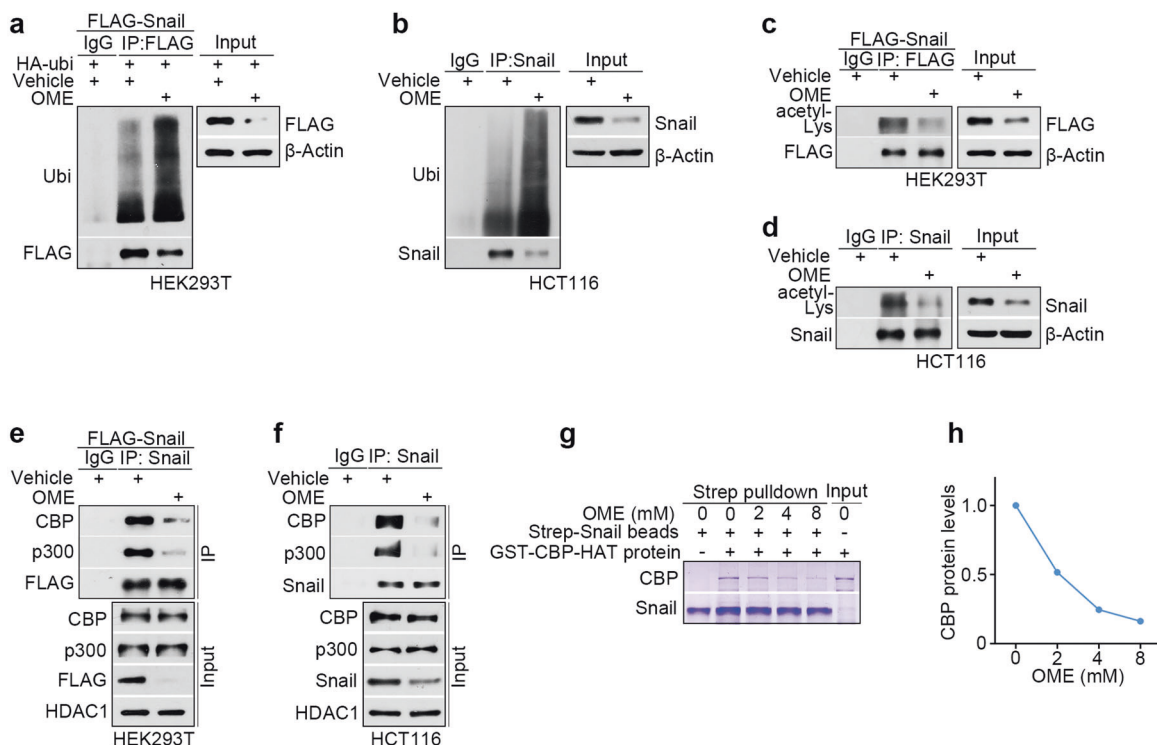 a
FLAG-Snail
IgG IP:FLAG Input
HA-ubi + + + + +
Vehicle + + +
OME + +
Ubi
FLAG
FLAG
β-Actin
HEK293T
b
IgG IP:Snail Input
Vehicle + + +
OME + +
Ubi
Snail
Snail
β-Actin
HCT116
c
FLAG-Snail
IgG IP: FLAG Input
Vehicle + + +
OME + +
acetyl-
Lys
FLAG
FLAG
β-Actin
HEK293T
d
IgG IP: Snail Input
Vehicle + + +
OME + +
acetyl-
Lys
Snail
Snail
β-Actin
HCT116
e
FLAG-Snail
IgG IP: Snail
Vehicle + +
OME +
CBP
p300
FLAG
IP
CBP
p300
FLAG
HDAC1
Input
HEK293T
f
IgG IP: Snail
Vehicle + +
OME +
CBP
p300
Snail
IP
CBP
p300
Snail
HDAC1
Input
HCT116
g
Strep pulldown Input
OME (mM) 0 0 2 4 8 0
Strep-Snail beads + + + + + -
GST-CBP-HAT protein - + + + + +
CBP
Snail
h
CBP protein levels
1.0
0.5
0
0 2 4 8
OME (mM)